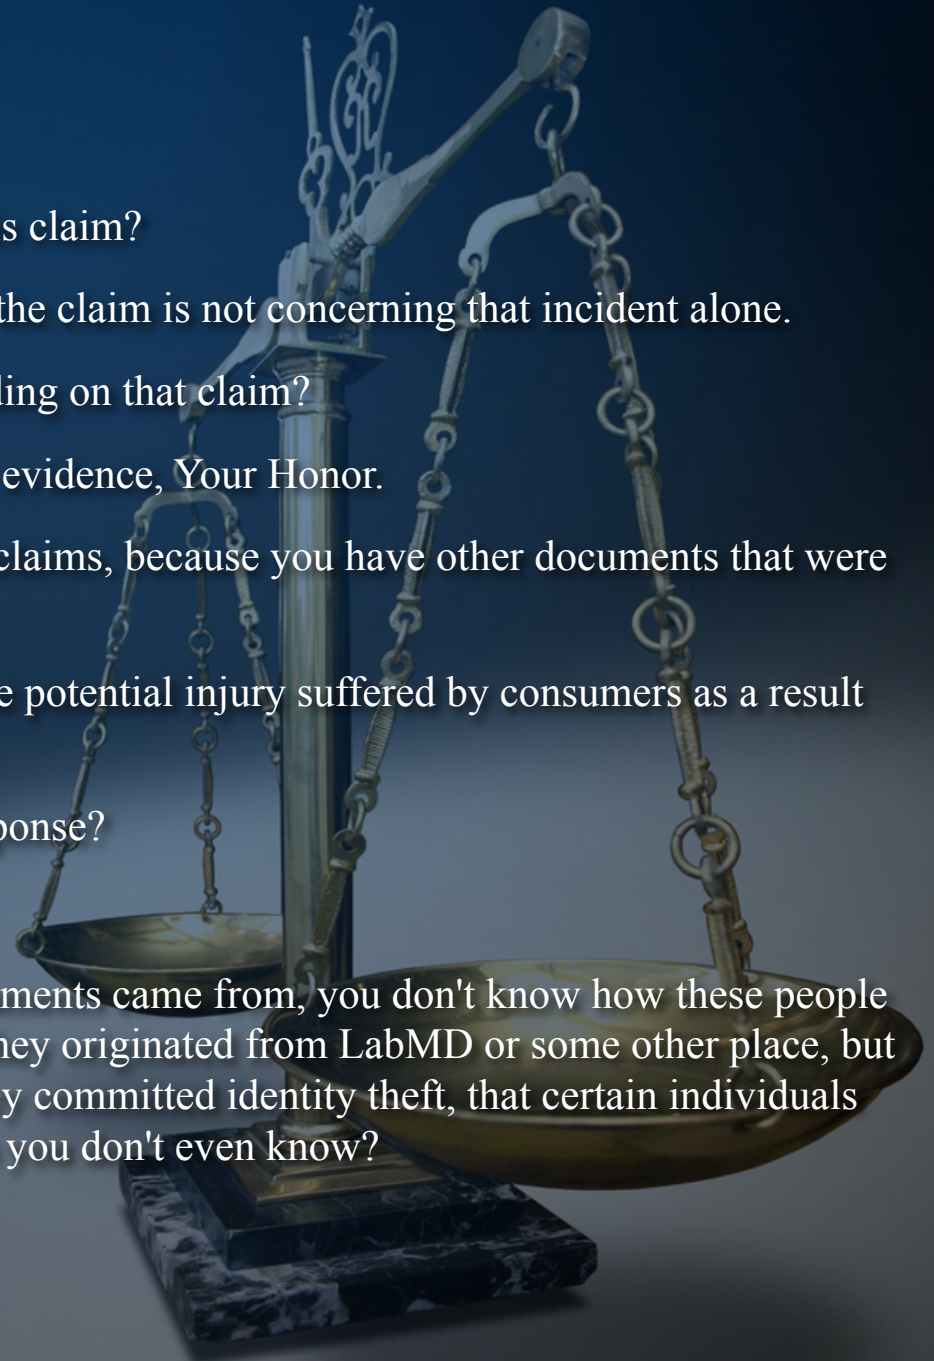 s claim?
the claim is not concerning that incident alone.
ding on that claim?
evidence, Your Honor.
claims, because you have other documents that were
e potential injury suffered by consumers as a result
ponse?
ments came from, you don't know how these people
hey originated from LabMD or some other place, but
y committed identity theft, that certain individuals
you don't even know?